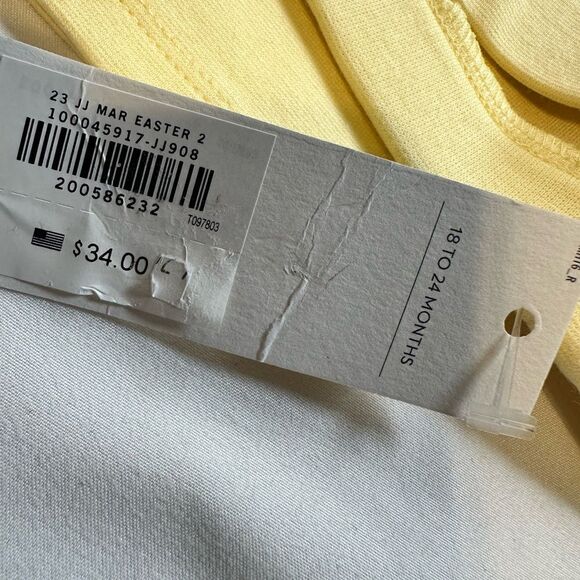 23 JJ MAR EASTER 2
100045917-JJ908
200586232
T097803
$34.00
18 TO 24 MONTHS